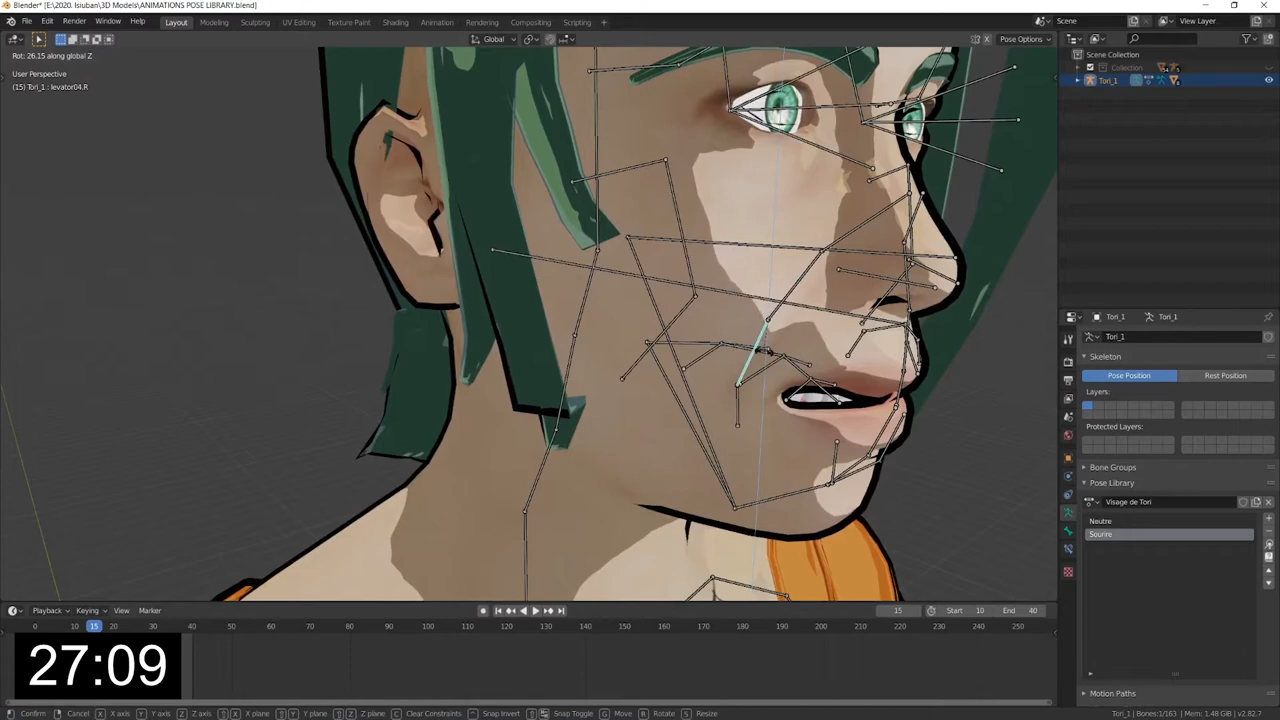 Blender* [E:\2020. Isiuban\3D Models\ANIMATIONS POSE LIBRARY.blend]
File Edit Render Window Help Layout Modeling Sculpting UV Editing Texture Paint Shading Animation Rendering Compositing Scripting + Scene View Layer
Global Pose Options
Rot: 26.15 along global Z
User Perspective
(15) Tori_1 : levator04.R
Scene Collection
Collection
Tori_1
Tori_1 Tori_1
Tori_1
Skeleton
Pose Position Rest Position
Layers:
Protected Layers:
Bone Groups
Pose Library
Visage de Tori
Neutre
Sourire
Motion Paths
Playback Keying View Marker 15 Start 10 End 40
0 10 15 20 30 40 50 60 70 80 90 100 110 120 130 140 150 160 170 180 190 200 210 220 230 240 250
27:09
Confirm X Cancel X X axis Y Y axis Z Z axis X X plane Y Y plane Z Z plane C Clear Constraints Snap Invert Snap Toggle G Move R Rotate S Resize Tori_1 | Bones:1/163 | Mem: 1.48 GiB | v2.82.7